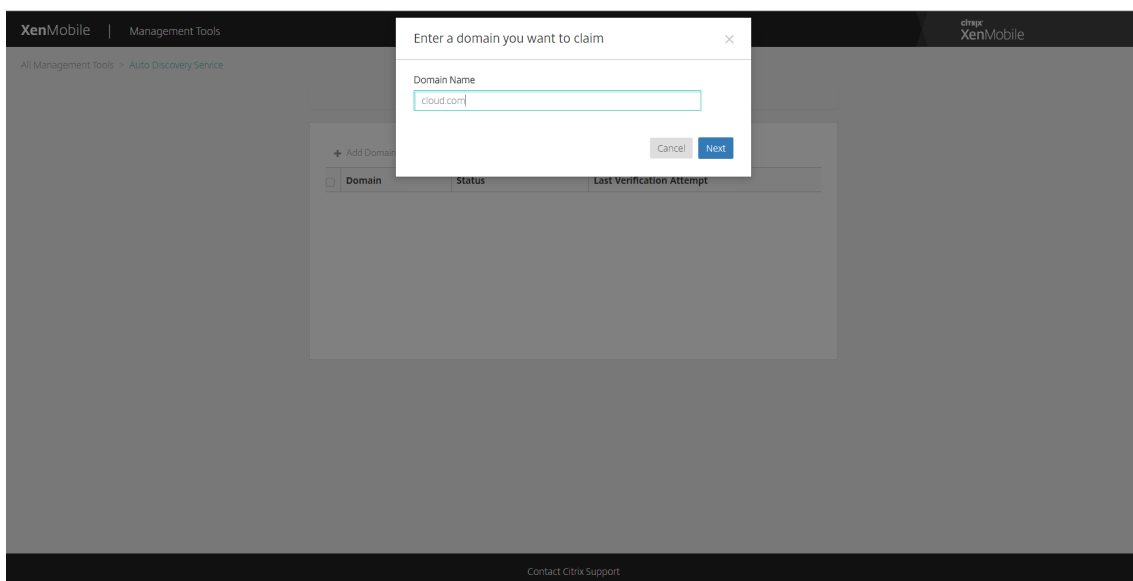 XenMobile | Management Tools
citrix
XenMobile
All Management Tools > Auto Discovery Service
Enter a domain you want to claim ×
Domain Name
cloud.com
Cancel Next
+ Add Domain
Domain Status Last Verification Attempt
Contact Citrix Support